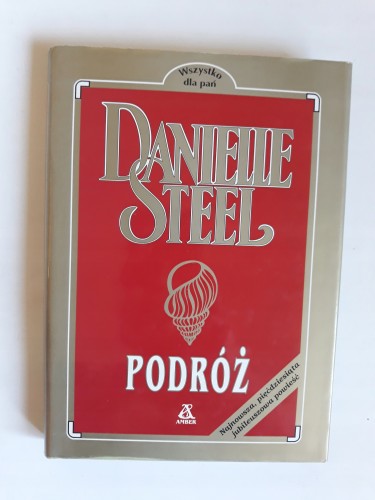 Wszystko
dla pań
DANIELLE
STEEL
PODRÓŻ
Najnowsza, pięćdziesiąta
jubileuszowa powieść
AMBER